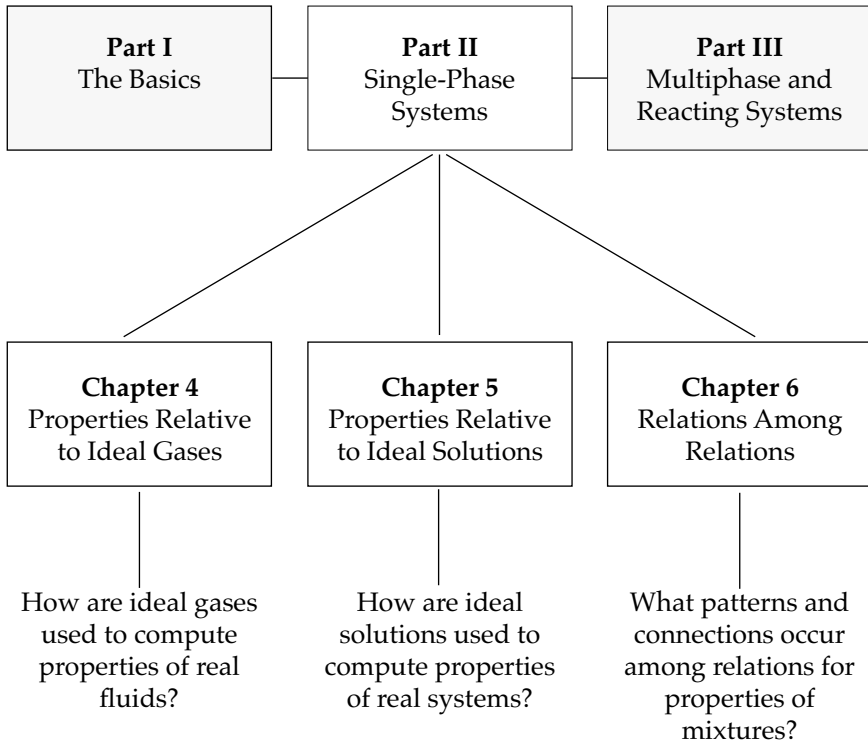 Part I
The Basics
Part II
Single-Phase
Systems
Part III
Multiphase and
Reacting Systems
Chapter 4
Properties Relative
to Ideal Gases
Chapter 5
Properties Relative
to Ideal Solutions
Chapter 6
Relations Among
Relations
How are ideal gases
used to compute
properties of real
fluids?
How are ideal
solutions used to
compute properties
of real systems?
What patterns and
connections occur
among relations for
properties of
mixtures?